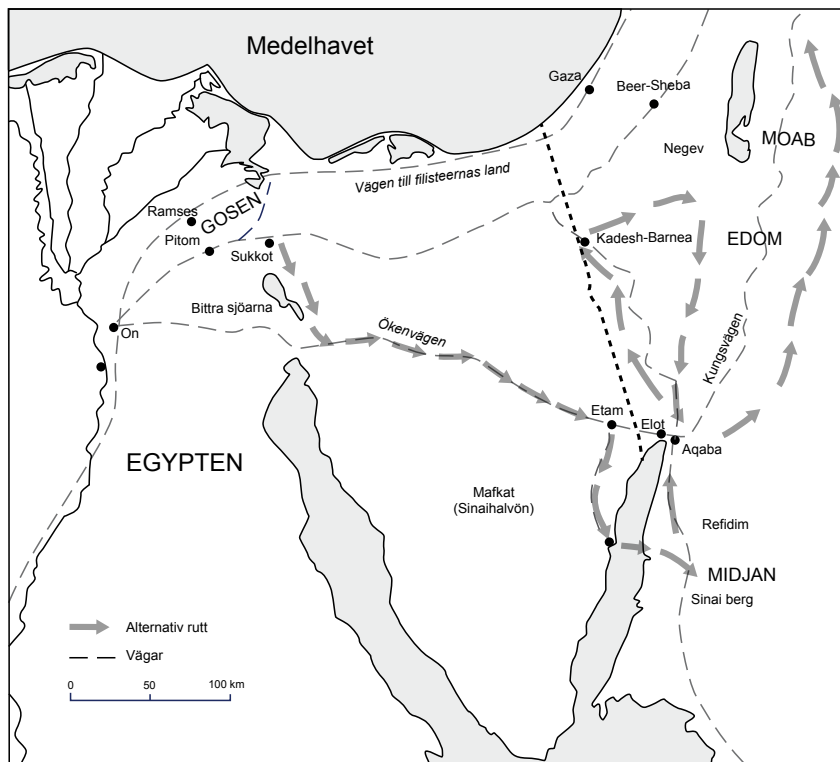 Medelhavet
Gaza
Beer-Sheba
Negev
MOAB
Vägen till filisteernas land
Ramses
GOSEN
Pitom
Sukkot
Kadesh-Barnea
EDOM
Bittra sjöarna
On
Ökenvägen
Kungsvägen
Etam
Elot
Aqaba
EGYPTEN
Mafkat
(Sinaihalvön)
Refidim
MIDJAN
Sinai berg
Alternativ rutt
Vägar
0 50 100 km